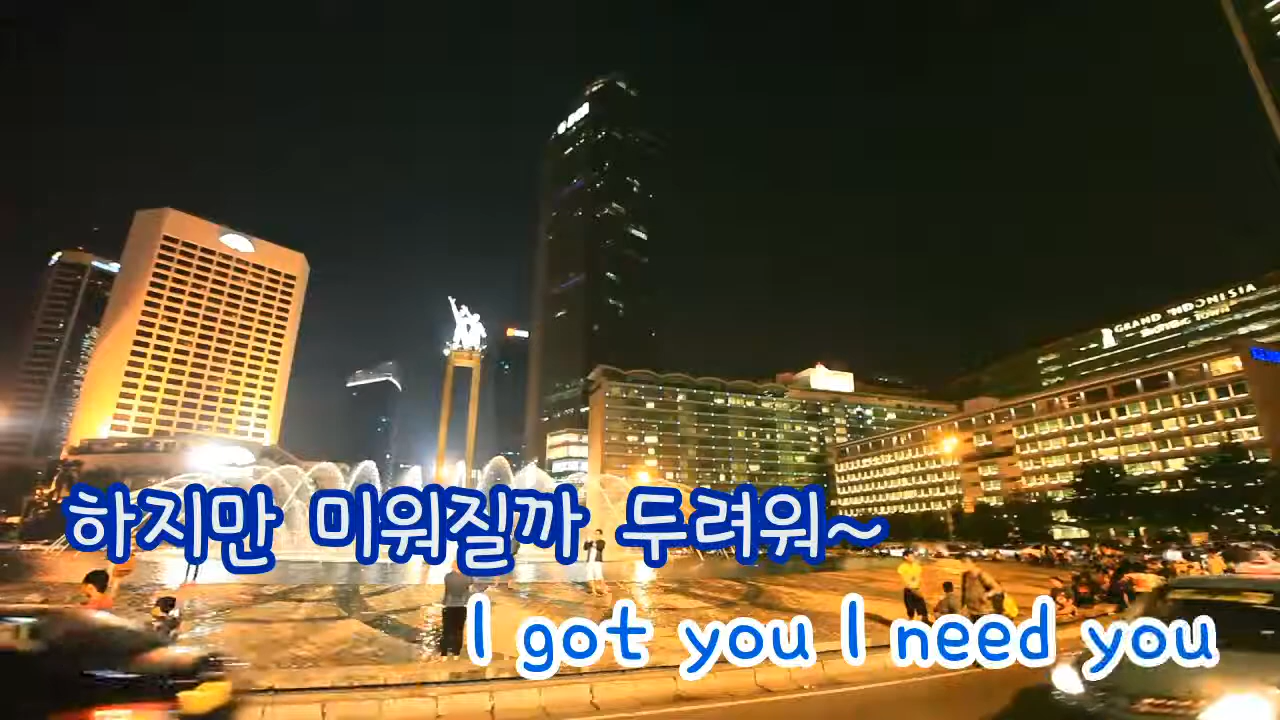 GRAND INDONESIA
SHOPPING TOWN
하지만 미워질까 두려워~
I got you I need you